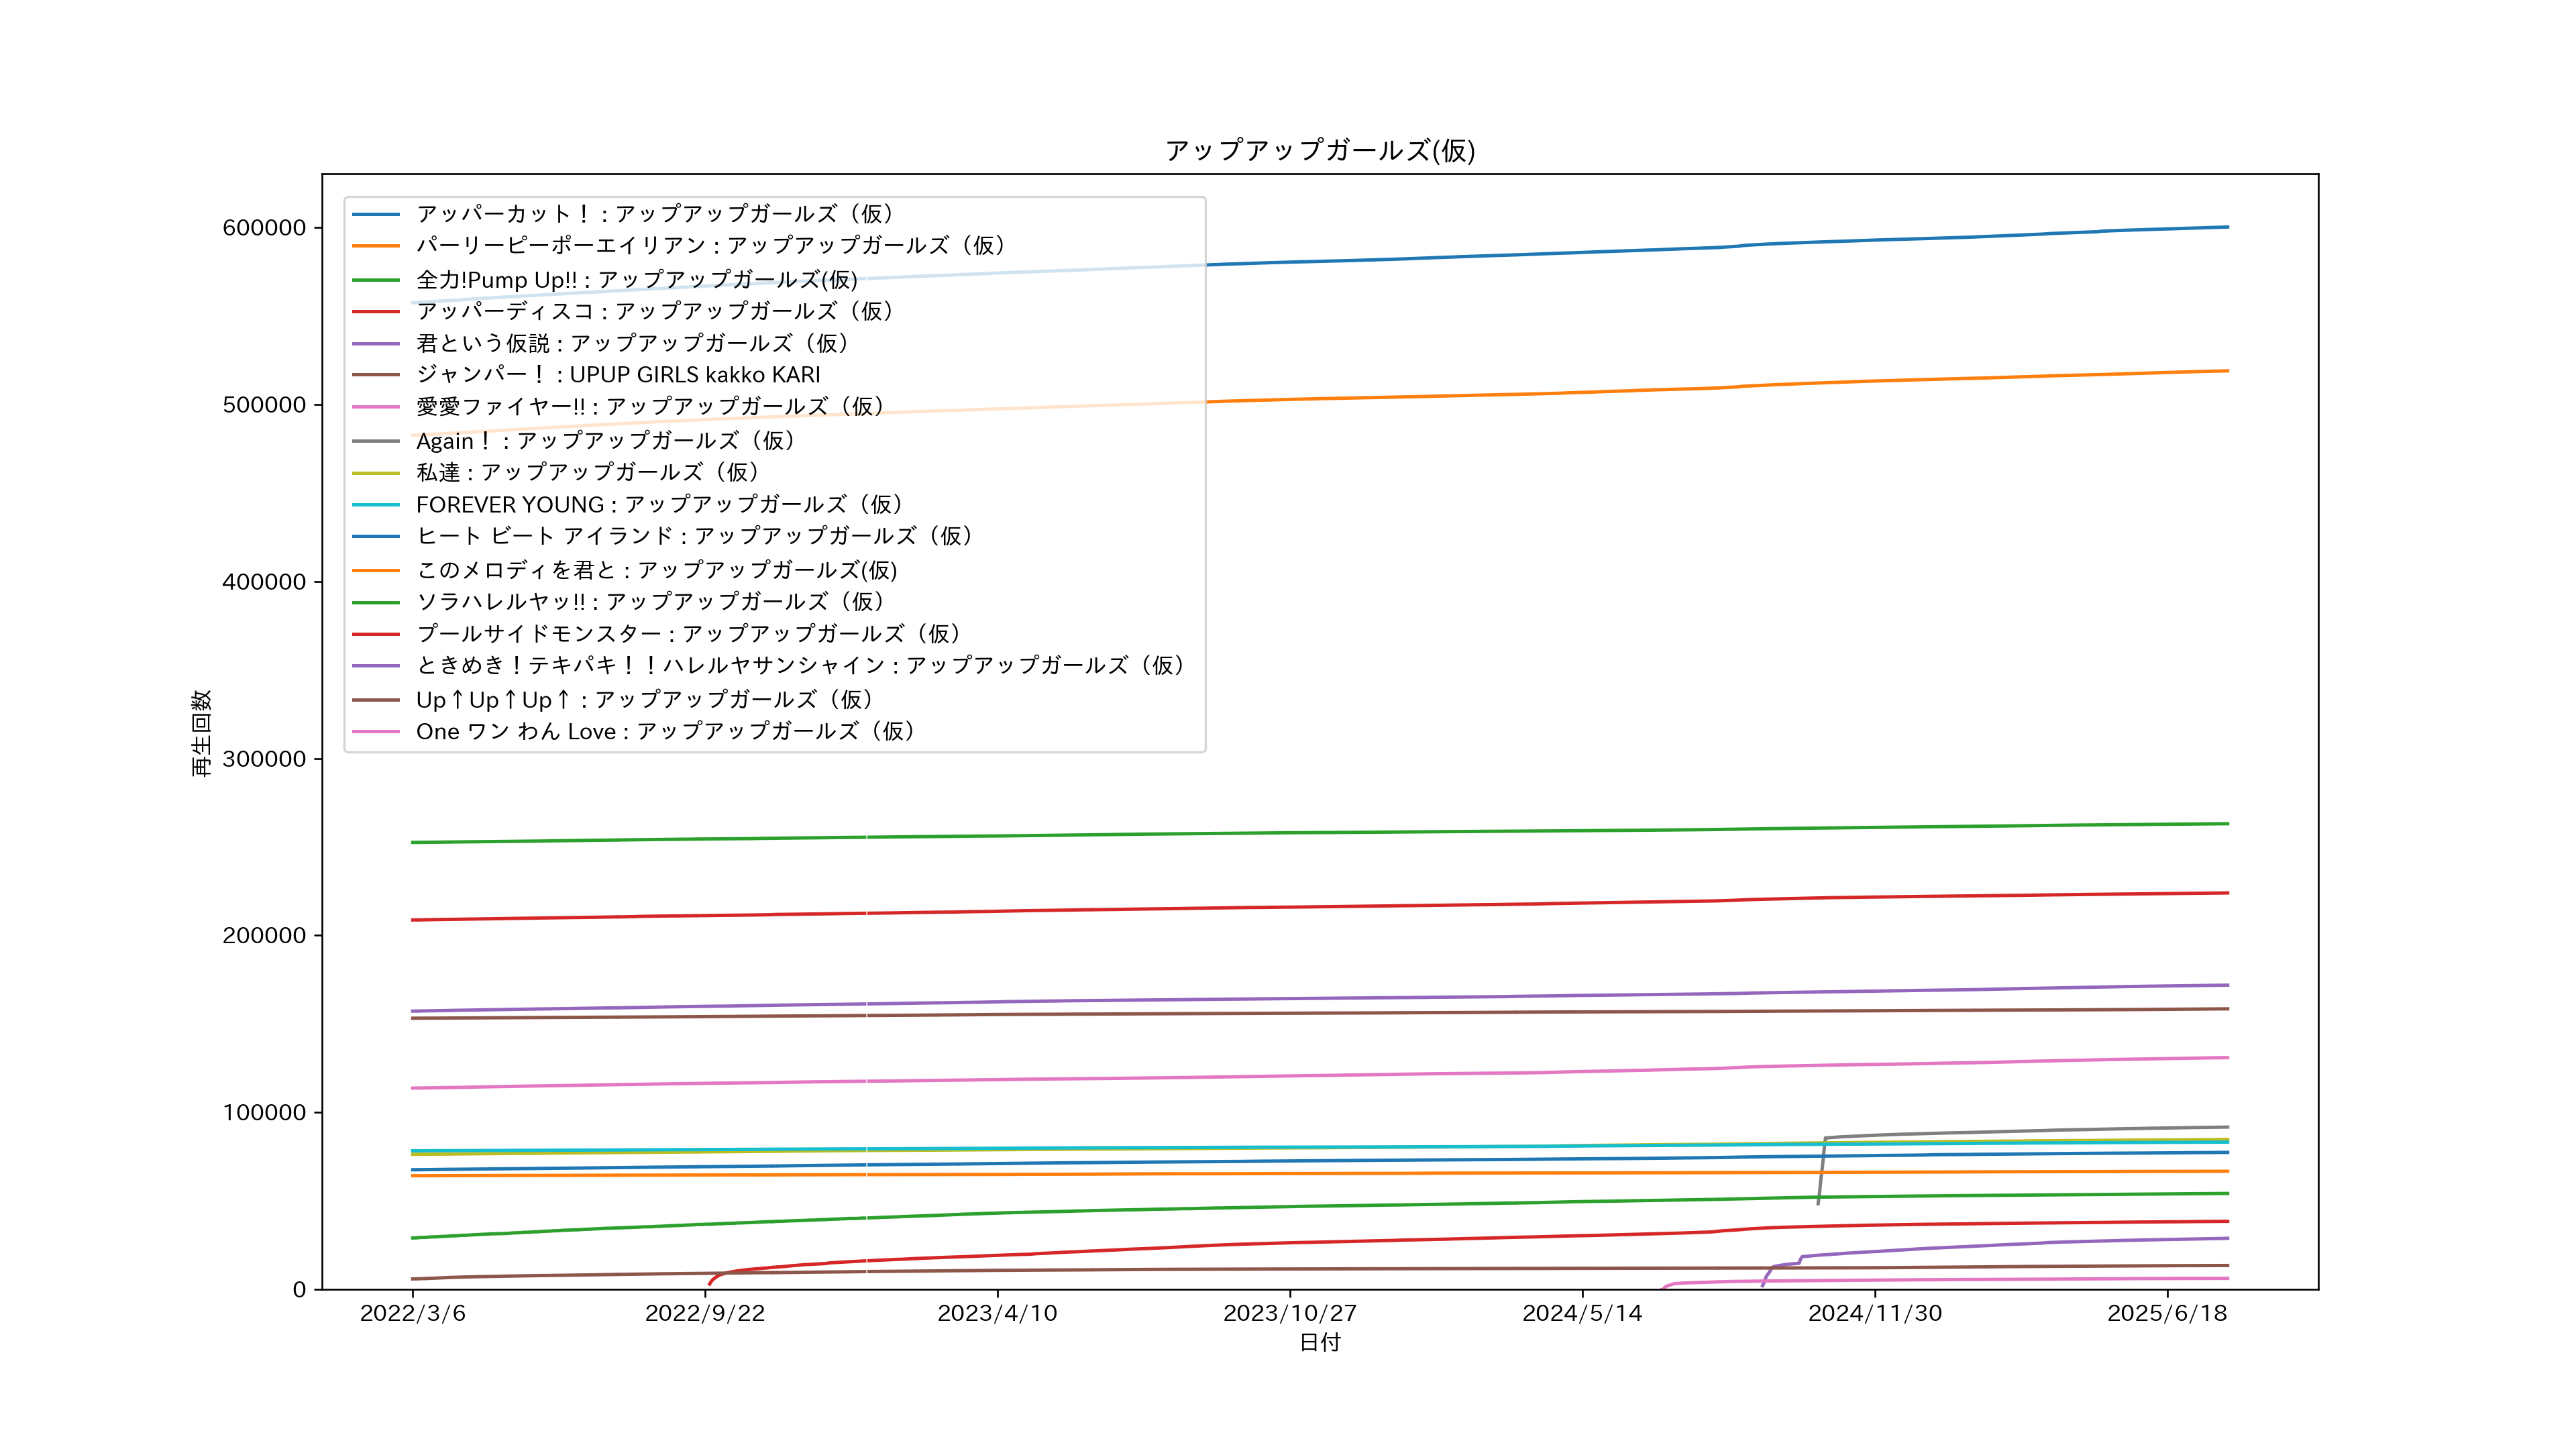 アップアップガールズ(仮)
アッパーカット！ : アップアップガールズ（仮）
パーリーピーポーエイリアン : アップアップガールズ（仮）
全力!Pump Up!! : アップアップガールズ(仮)
アッパーディスコ : アップアップガールズ（仮）
君という仮説 : アップアップガールズ（仮）
ジャンパー！ : UPUP GIRLS kakko KARI
愛愛ファイヤー!! : アップアップガールズ（仮）
Again！ : アップアップガールズ（仮）
私達 : アップアップガールズ（仮）
FOREVER YOUNG : アップアップガールズ（仮）
ヒート ビート アイランド : アップアップガールズ（仮）
このメロディを君と : アップアップガールズ(仮)
ソラハレルヤッ!! : アップアップガールズ（仮）
プールサイドモンスター : アップアップガールズ（仮）
ときめき！テキパキ！！ハレルヤサンシャイン : アップアップガールズ（仮）
Up↑Up↑Up↑ : アップアップガールズ（仮）
One ワン わん Love : アップアップガールズ（仮）
再生回数
600000
500000
400000
300000
200000
100000
0
2022/3/6 2022/9/22 2023/4/10 2023/10/27 2024/5/14 2024/11/30 2025/6/18
日付